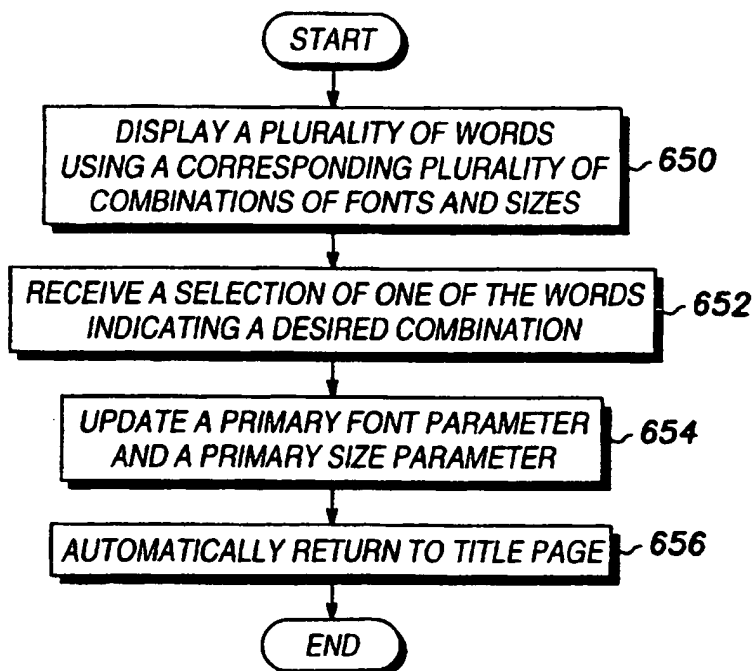 START
DISPLAY A PLURALITY OF WORDS
USING A CORRESPONDING PLURALITY OF
COMBINATIONS OF FONTS AND SIZES
650
RECEIVE A SELECTION OF ONE OF THE WORDS
INDICATING A DESIRED COMBINATION
652
UPDATE A PRIMARY FONT PARAMETER
AND A PRIMARY SIZE PARAMETER
654
AUTOMATICALLY RETURN TO TITLE PAGE
656
END